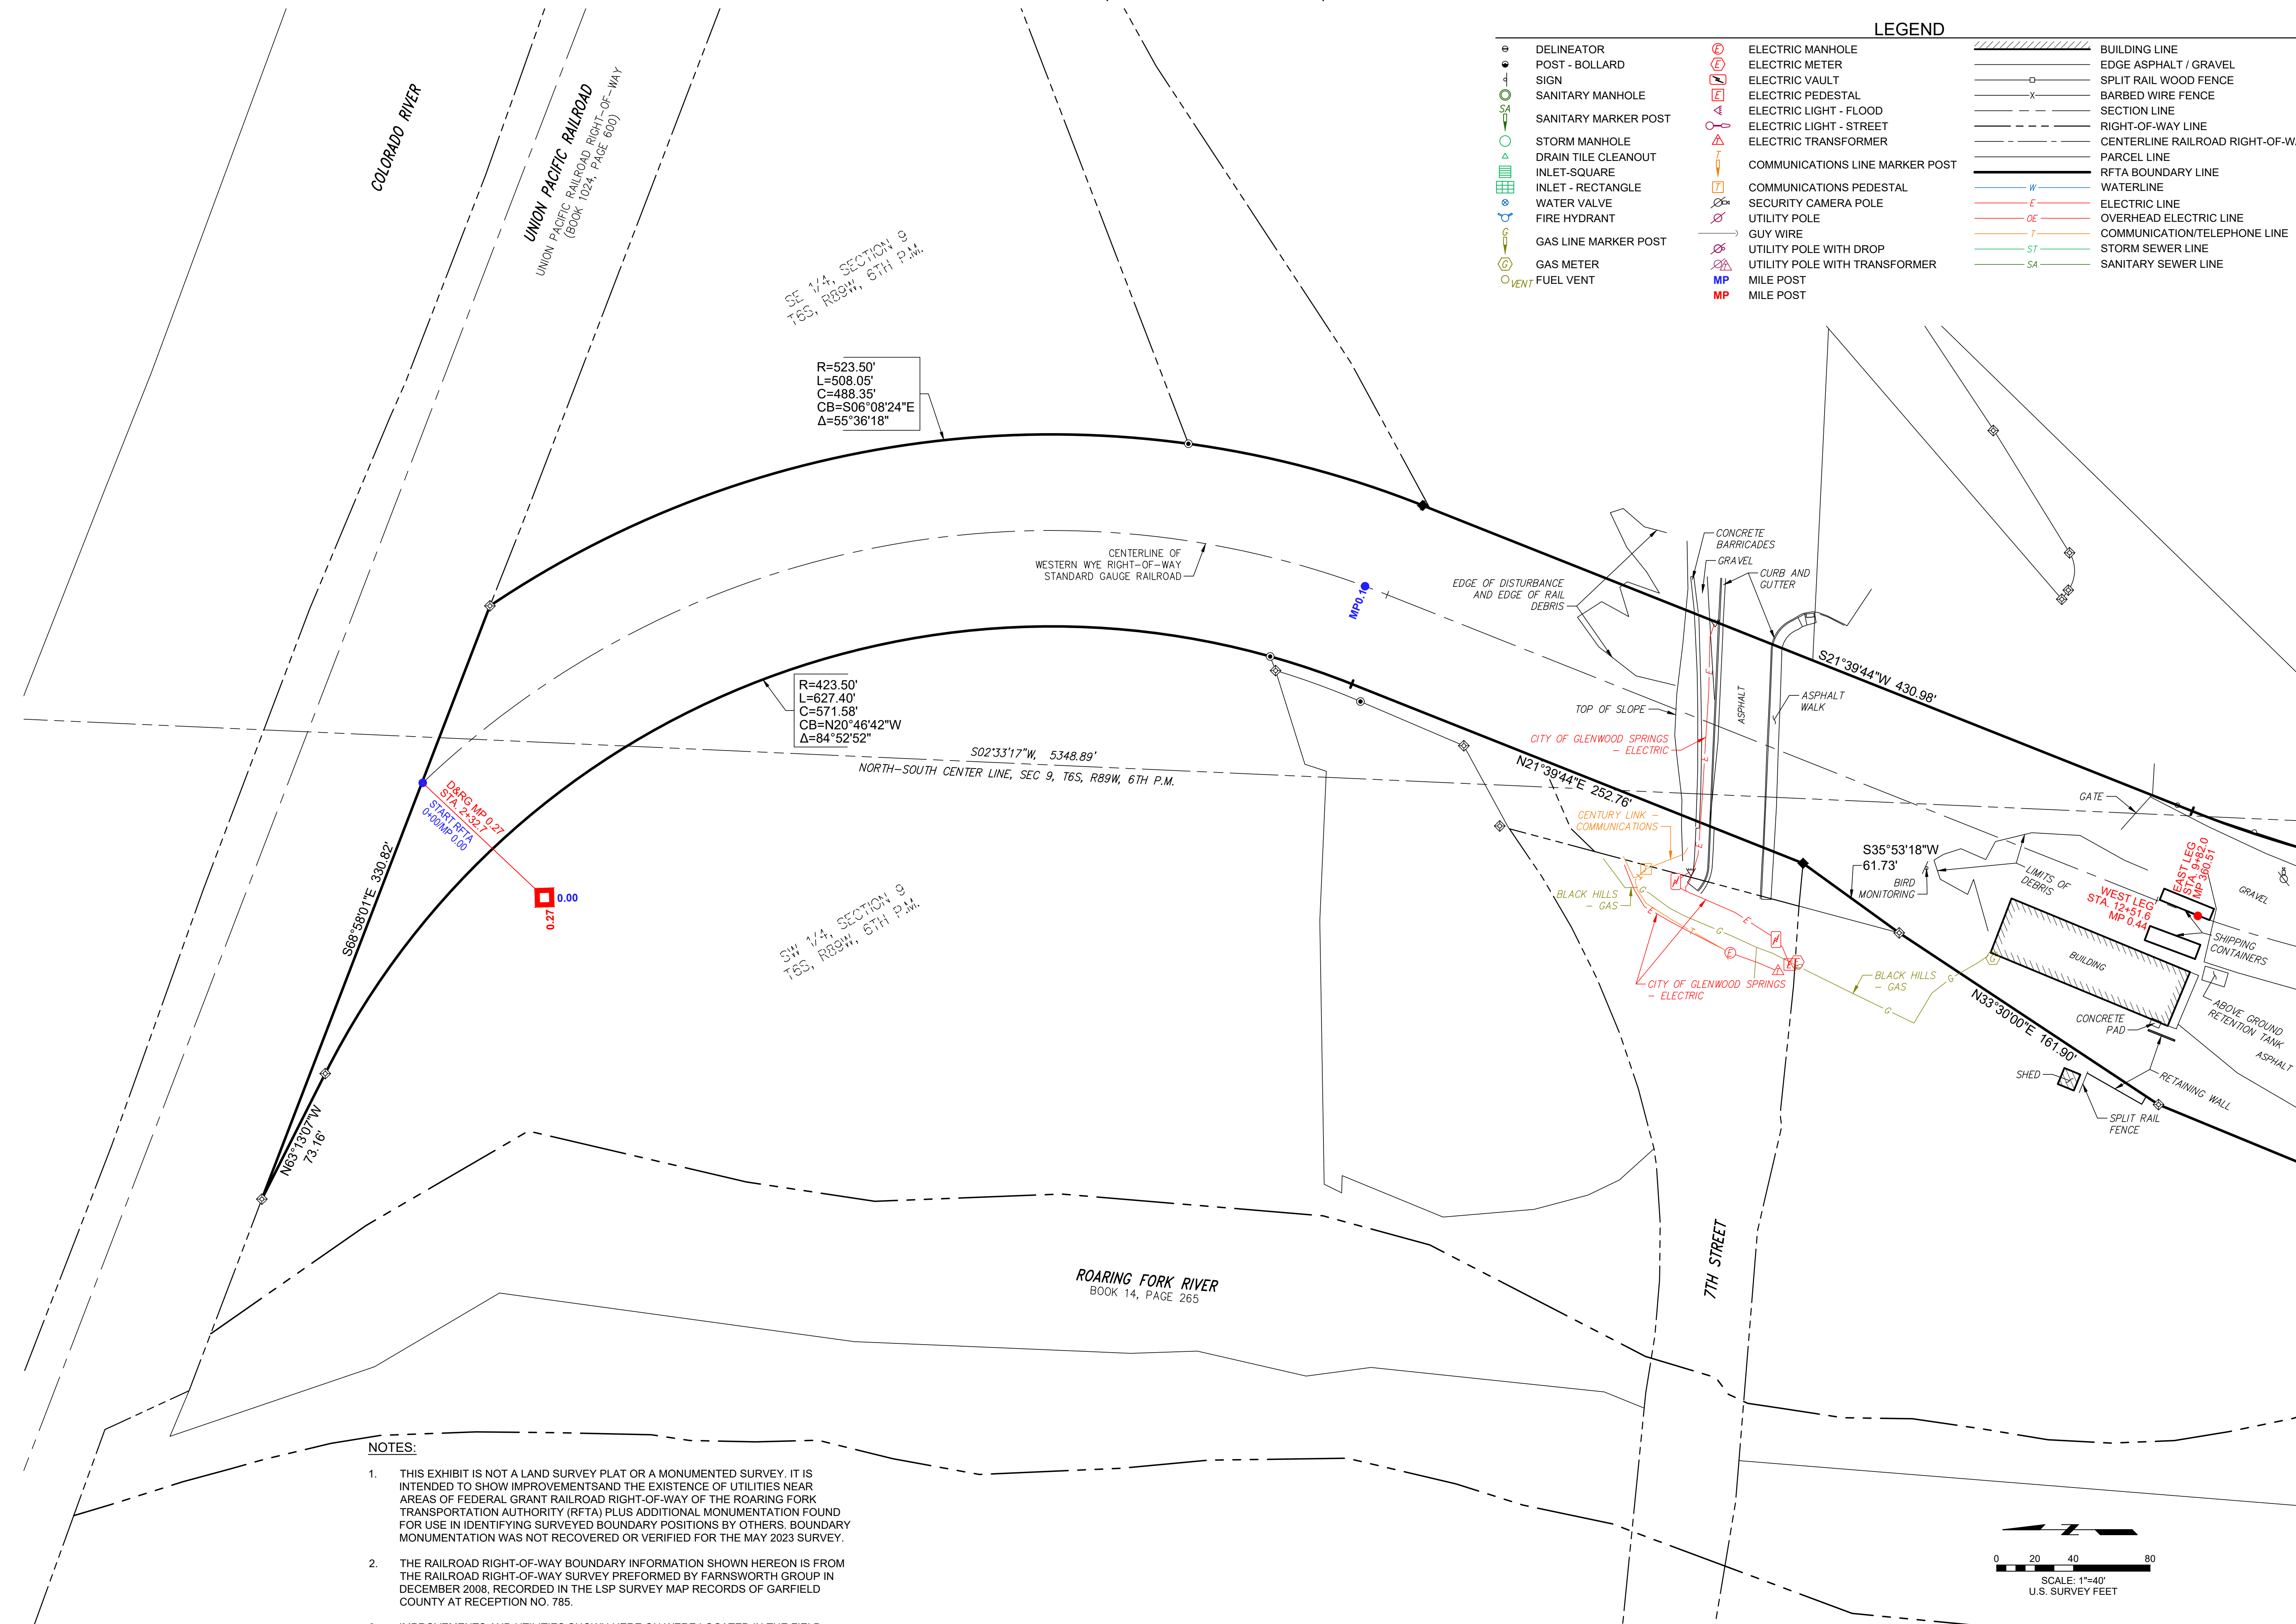 LEGEND
DELINEATOR
POST - BOLLARD
SIGN
SANITARY MANHOLE
SA
SANITARY MARKER POST
STORM MANHOLE
DRAIN TILE CLEANOUT
INLET-SQUARE
INLET - RECTANGLE
WATER VALVE
FIRE HYDRANT
G
GAS LINE MARKER POST
G GAS METER
VENT FUEL VENT
E ELECTRIC MANHOLE
E ELECTRIC METER
ELECTRIC VAULT
E ELECTRIC PEDESTAL
ELECTRIC LIGHT - FLOOD
ELECTRIC LIGHT - STREET
ELECTRIC TRANSFORMER
T
COMMUNICATIONS LINE MARKER POST
T COMMUNICATIONS PEDESTAL
SECURITY CAMERA POLE
UTILITY POLE
GUY WIRE
UTILITY POLE WITH DROP
UTILITY POLE WITH TRANSFORMER
MP MILE POST
MP MILE POST
BUILDING LINE
EDGE ASPHALT / GRAVEL
SPLIT RAIL WOOD FENCE
X BARBED WIRE FENCE
SECTION LINE
RIGHT-OF-WAY LINE
CENTERLINE RAILROAD RIGHT-OF-WA
PARCEL LINE
RFTA BOUNDARY LINE
W WATERLINE
E ELECTRIC LINE
OE OVERHEAD ELECTRIC LINE
T COMMUNICATION/TELEPHONE LINE
ST STORM SEWER LINE
SA SANITARY SEWER LINE
COLORADO RIVER
UNION PACIFIC RAILROAD
UNION PACIFIC RAILROAD RIGHT-OF-WAY
(BOOK 1024, PAGE 600)
SE 1/4, SECTION 9
T6S, R89W, 6TH P.M.
R=523.50'
L=508.05'
C=488.35'
CB=S06°08'24"E
Δ=55°36'18"
CENTERLINE OF
WESTERN WYE RIGHT-OF-WAY
STANDARD GAUGE RAILROAD
MP0.1
EDGE OF DISTURBANCE
AND EDGE OF RAIL
DEBRIS
CONCRETE
BARRICADES
GRAVEL
CURB AND
GUTTER
S21°39'44"W 430.98'
ASPHALT
ASPHALT
WALK
TOP OF SLOPE
CITY OF GLENWOOD SPRINGS
- ELECTRIC
R=423.50'
L=627.40'
C=571.58'
CB=N20°46'42"W
Δ=84°52'52"
S02°33'17"W, 5348.89'
NORTH-SOUTH CENTER LINE, SEC 9, T6S, R89W, 6TH P.M.
N21°39'44"E 252.76'
D&RG MP 0.27
STA. 2+32.7
START RFTA
0+00/MP 0.00
0.00
0.27
S68°58'01"E 330.82'
SW 1/4, SECTION 9,
T6S, R89W, 6TH P.M.
CENTURY LINK -
COMMUNICATIONS
BLACK HILLS
- GAS
GATE
S35°53'18"W
61.73'
BIRD
MONITORING
LIMITS OF
DEBRIS
EAST LEG
STA. 9+82.0
MP 360.51
WEST LEG
STA. 12+51.6
MP 0.44
GRAVEL
SHIPPING
CONTAINERS
BUILDING
ABOVE GROUND
RETENTION TANK
ASPHALT
BLACK HILLS
- GAS
CITY OF GLENWOOD SPRINGS
- ELECTRIC
N33°30'00"E 161.90'
CONCRETE
PAD
SHED
RETAINING WALL
SPLIT RAIL
FENCE
N63°13'07"W
73.16'
ROARING FORK RIVER
BOOK 14, PAGE 265
7TH STREET
NOTES:
1. THIS EXHIBIT IS NOT A LAND SURVEY PLAT OR A MONUMENTED SURVEY. IT IS
INTENDED TO SHOW IMPROVEMENTSAND THE EXISTENCE OF UTILITIES NEAR
AREAS OF FEDERAL GRANT RAILROAD RIGHT-OF-WAY OF THE ROARING FORK
TRANSPORTATION AUTHORITY (RFTA) PLUS ADDITIONAL MONUMENTATION FOUND
FOR USE IN IDENTIFYING SURVEYED BOUNDARY POSITIONS BY OTHERS. BOUNDARY
MONUMENTATION WAS NOT RECOVERED OR VERIFIED FOR THE MAY 2023 SURVEY.
2. THE RAILROAD RIGHT-OF-WAY BOUNDARY INFORMATION SHOWN HEREON IS FROM
THE RAILROAD RIGHT-OF-WAY SURVEY PREFORMED BY FARNSWORTH GROUP IN
DECEMBER 2008, RECORDED IN THE LSP SURVEY MAP RECORDS OF GARFIELD
COUNTY AT RECEPTION NO. 785.
0 20 40 80
SCALE: 1"=40'
U.S. SURVEY FEET